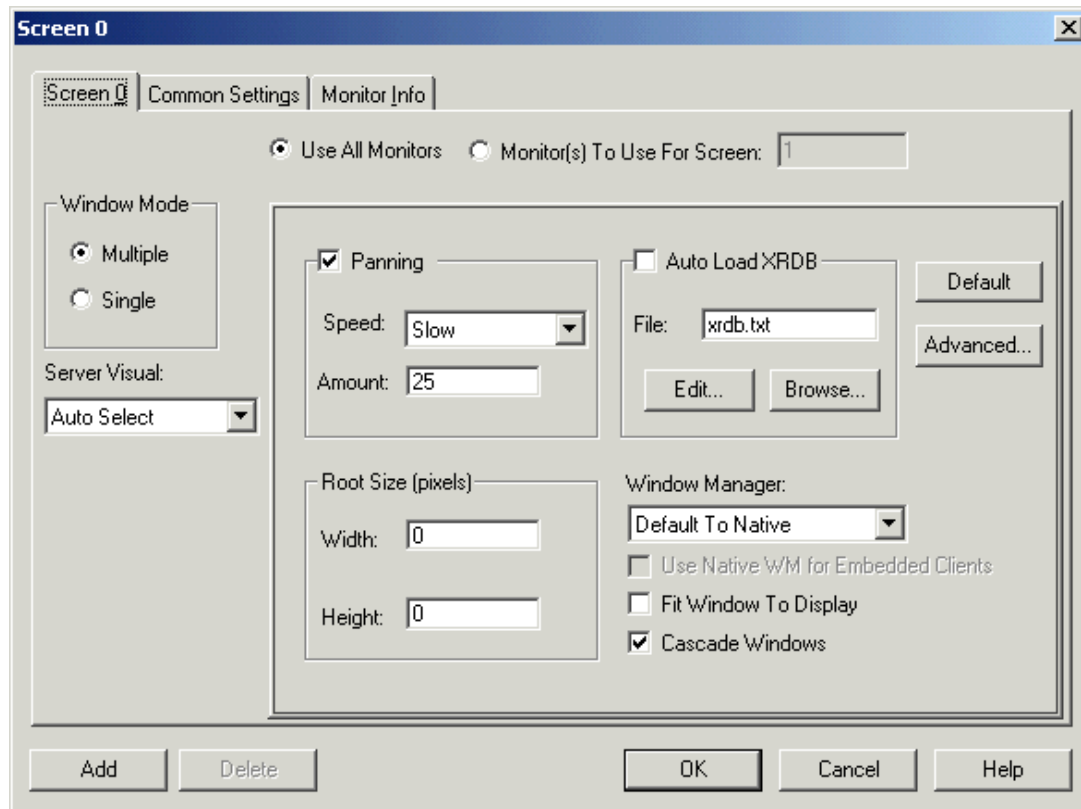 Screen 0
Screen 0 Common Settings Monitor Info
Use All Monitors Monitor(s) To Use For Screen: 1
Window Mode
Multiple
Single
Server Visual:
Auto Select
Panning
Speed: Slow
Amount: 25
Auto Load XRDB
File: xrdb.txt
Edit... Browse...
Default
Advanced...
Root Size (pixels)
Width: 0
Height: 0
Window Manager:
Default To Native
Use Native WM for Embedded Clients
Fit Window To Display
Cascade Windows
Add Delete OK Cancel Help